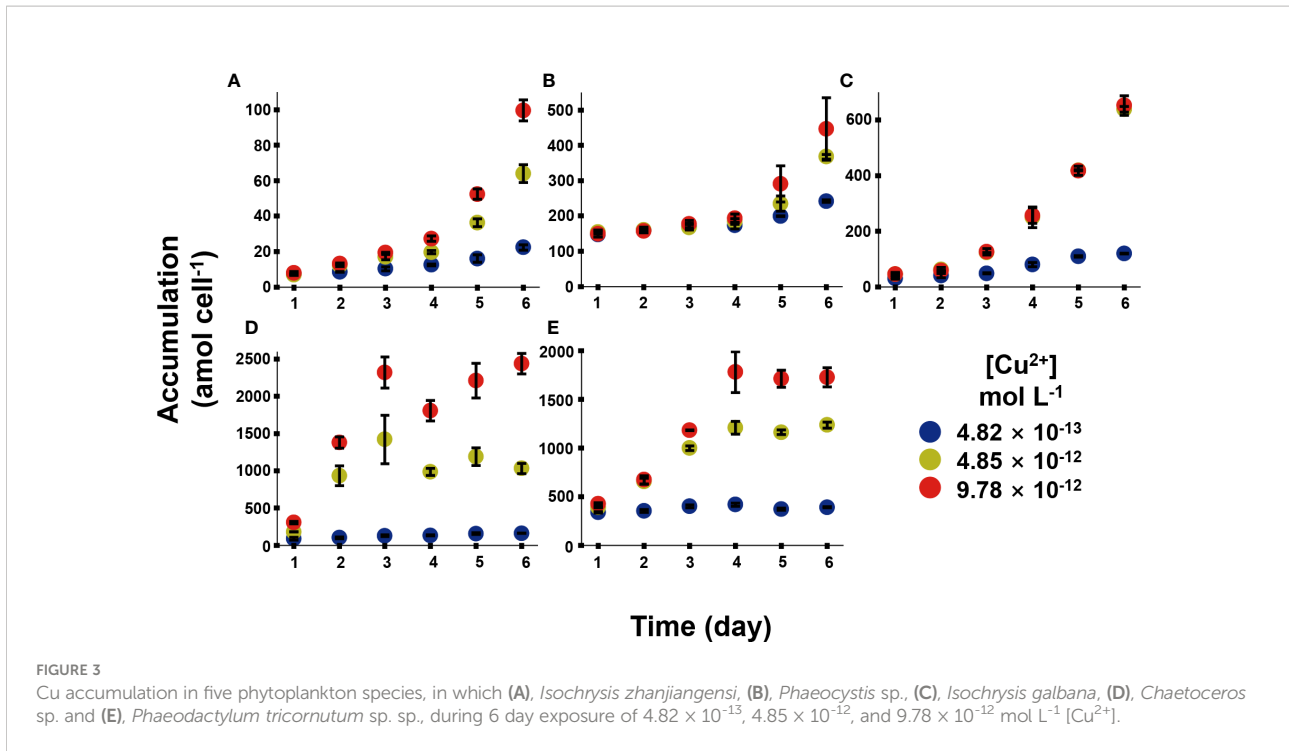 A
B
C
100
80
60
40
20
0
1 2 3 4 5 6
500
400
300
200
100
0
1 2 3 4 5 6
600
400
200
0
1 2 3 4 5 6
Accumulation
(amol cell⁻¹)
D
E
2500
2000
1500
1000
500
0
1 2 3 4 5 6
2000
1500
1000
500
0
1 2 3 4 5 6
[Cu²⁺]
mol L⁻¹
4.82 × 10⁻¹³
4.85 × 10⁻¹²
9.78 × 10⁻¹²
Time (day)
FIGURE 3
Cu accumulation in five phytoplankton species, in which (A), Isochrysis zhanjiangensi, (B), Phaeocystis sp., (C), Isochrysis galbana, (D), Chaetoceros
sp. and (E), Phaeodactylum tricornutum sp. sp., during 6 day exposure of 4.82 × 10⁻¹³, 4.85 × 10⁻¹², and 9.78 × 10⁻¹² mol L⁻¹ [Cu²⁺].